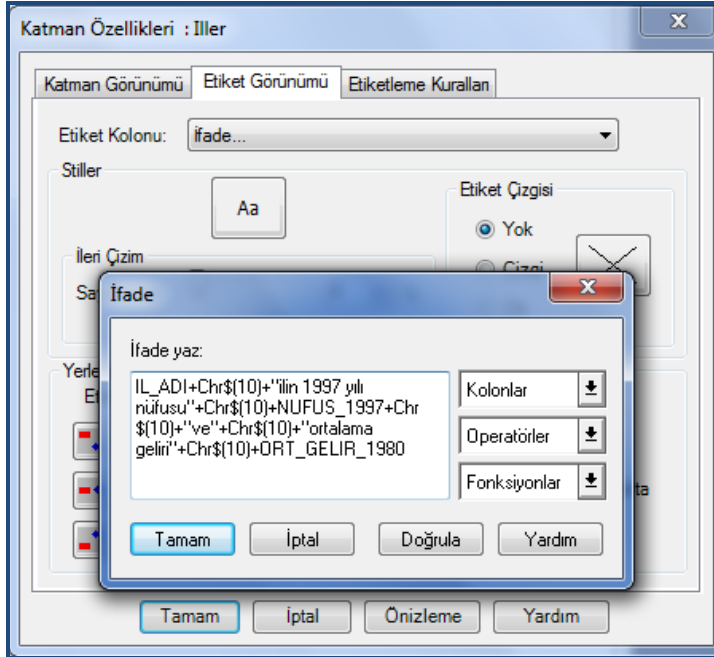 Katman Özellikleri : Iller
x
Katman Görünümü Etiket Görünümü Etiketleme Kuralları
Etiket Kolonu: İfade...
Stiller
Aa
Etiket Çizgisi
Yok
Çizgi
İleri Çizim
İfade
x
İfade yaz:
IL_ADI+Chr$(10)+"ilin 1997 yılı
nüfusu"+Chr$(10)+NUFUS_1997+Chr
$(10)+"ve"+Chr$(10)+"ortalama
geliri"+Chr$(10)+ORT_GELIR_1980
Kolonlar
Operatörler
Fonksiyonlar
Tamam İptal Doğrula Yardım
Tamam İptal Önizleme Yardım